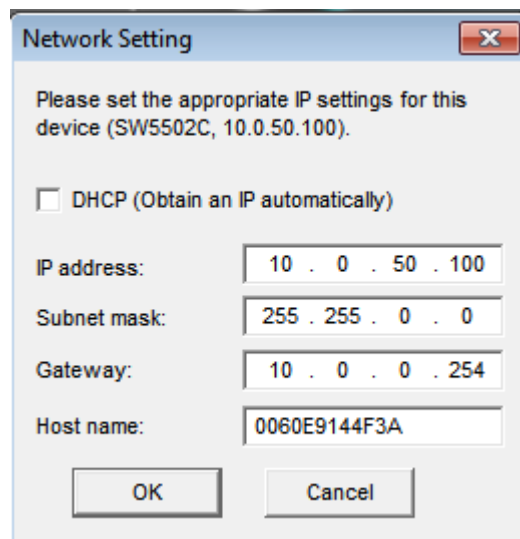 Network Setting
Please set the appropriate IP settings for this
device (SW5502C, 10.0.50.100).
DHCP (Obtain an IP automatically)
IP address: 10 . 0 . 50 . 100
Subnet mask: 255 . 255 . 0 . 0
Gateway: 10 . 0 . 0 . 254
Host name: 0060E9144F3A
OK Cancel